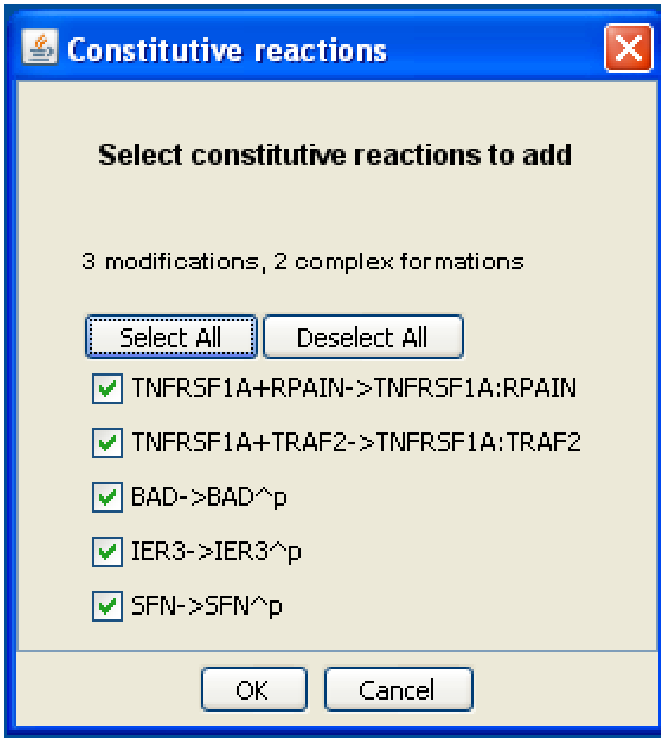 Constitutive reactions
Select constitutive reactions to add
3 modifications, 2 complex formations
Select All Deselect All
TNFRSF1A+RPAIN->TNFRSF1A:RPAIN
TNFRSF1A+TRAF2->TNFRSF1A:TRAF2
BAD->BAD^p
IER3->IER3^p
SFN->SFN^p
OK Cancel